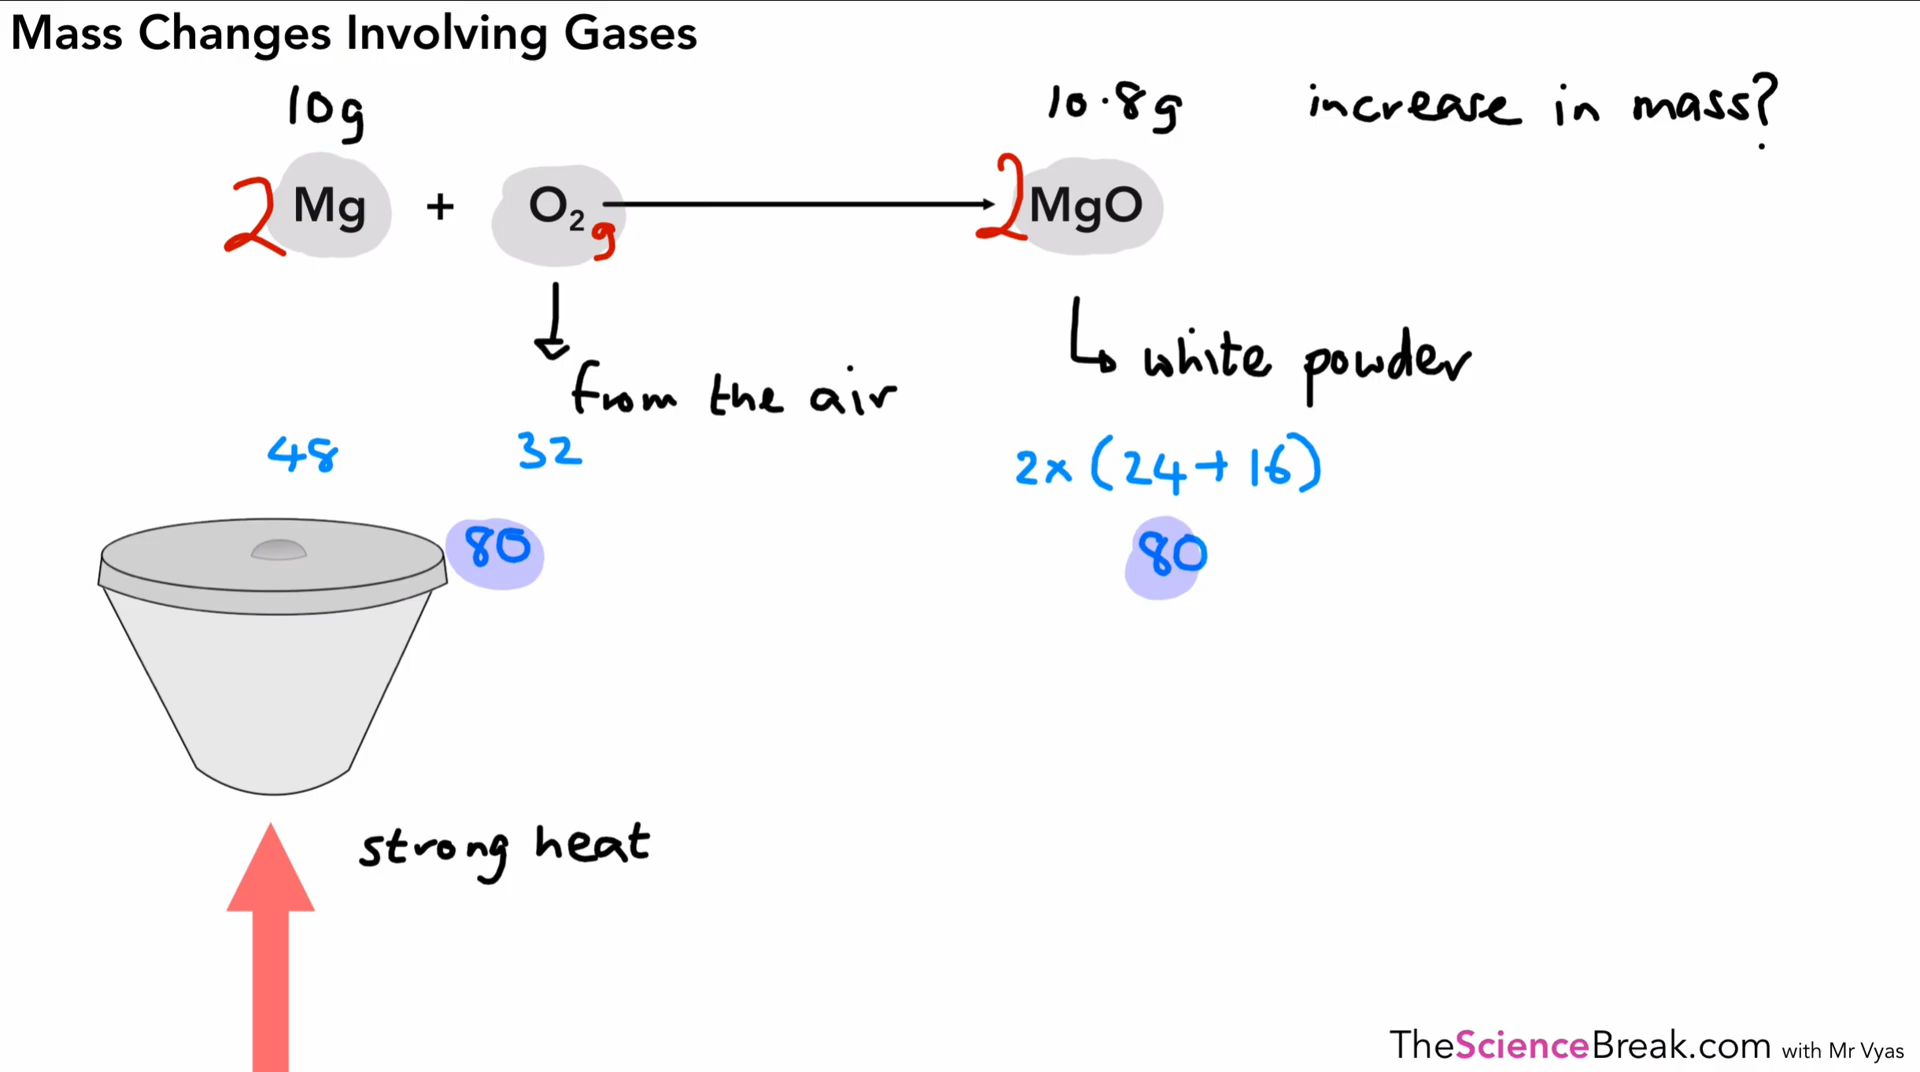 Mass Changes Involving Gases
10g 10.8g increase in mass?
2Mg + O₂g 2MgO
from the air
white powder
48 32 2x (24+16)
80 80
strong heat
TheScienceBreak.com with Mr Vyas